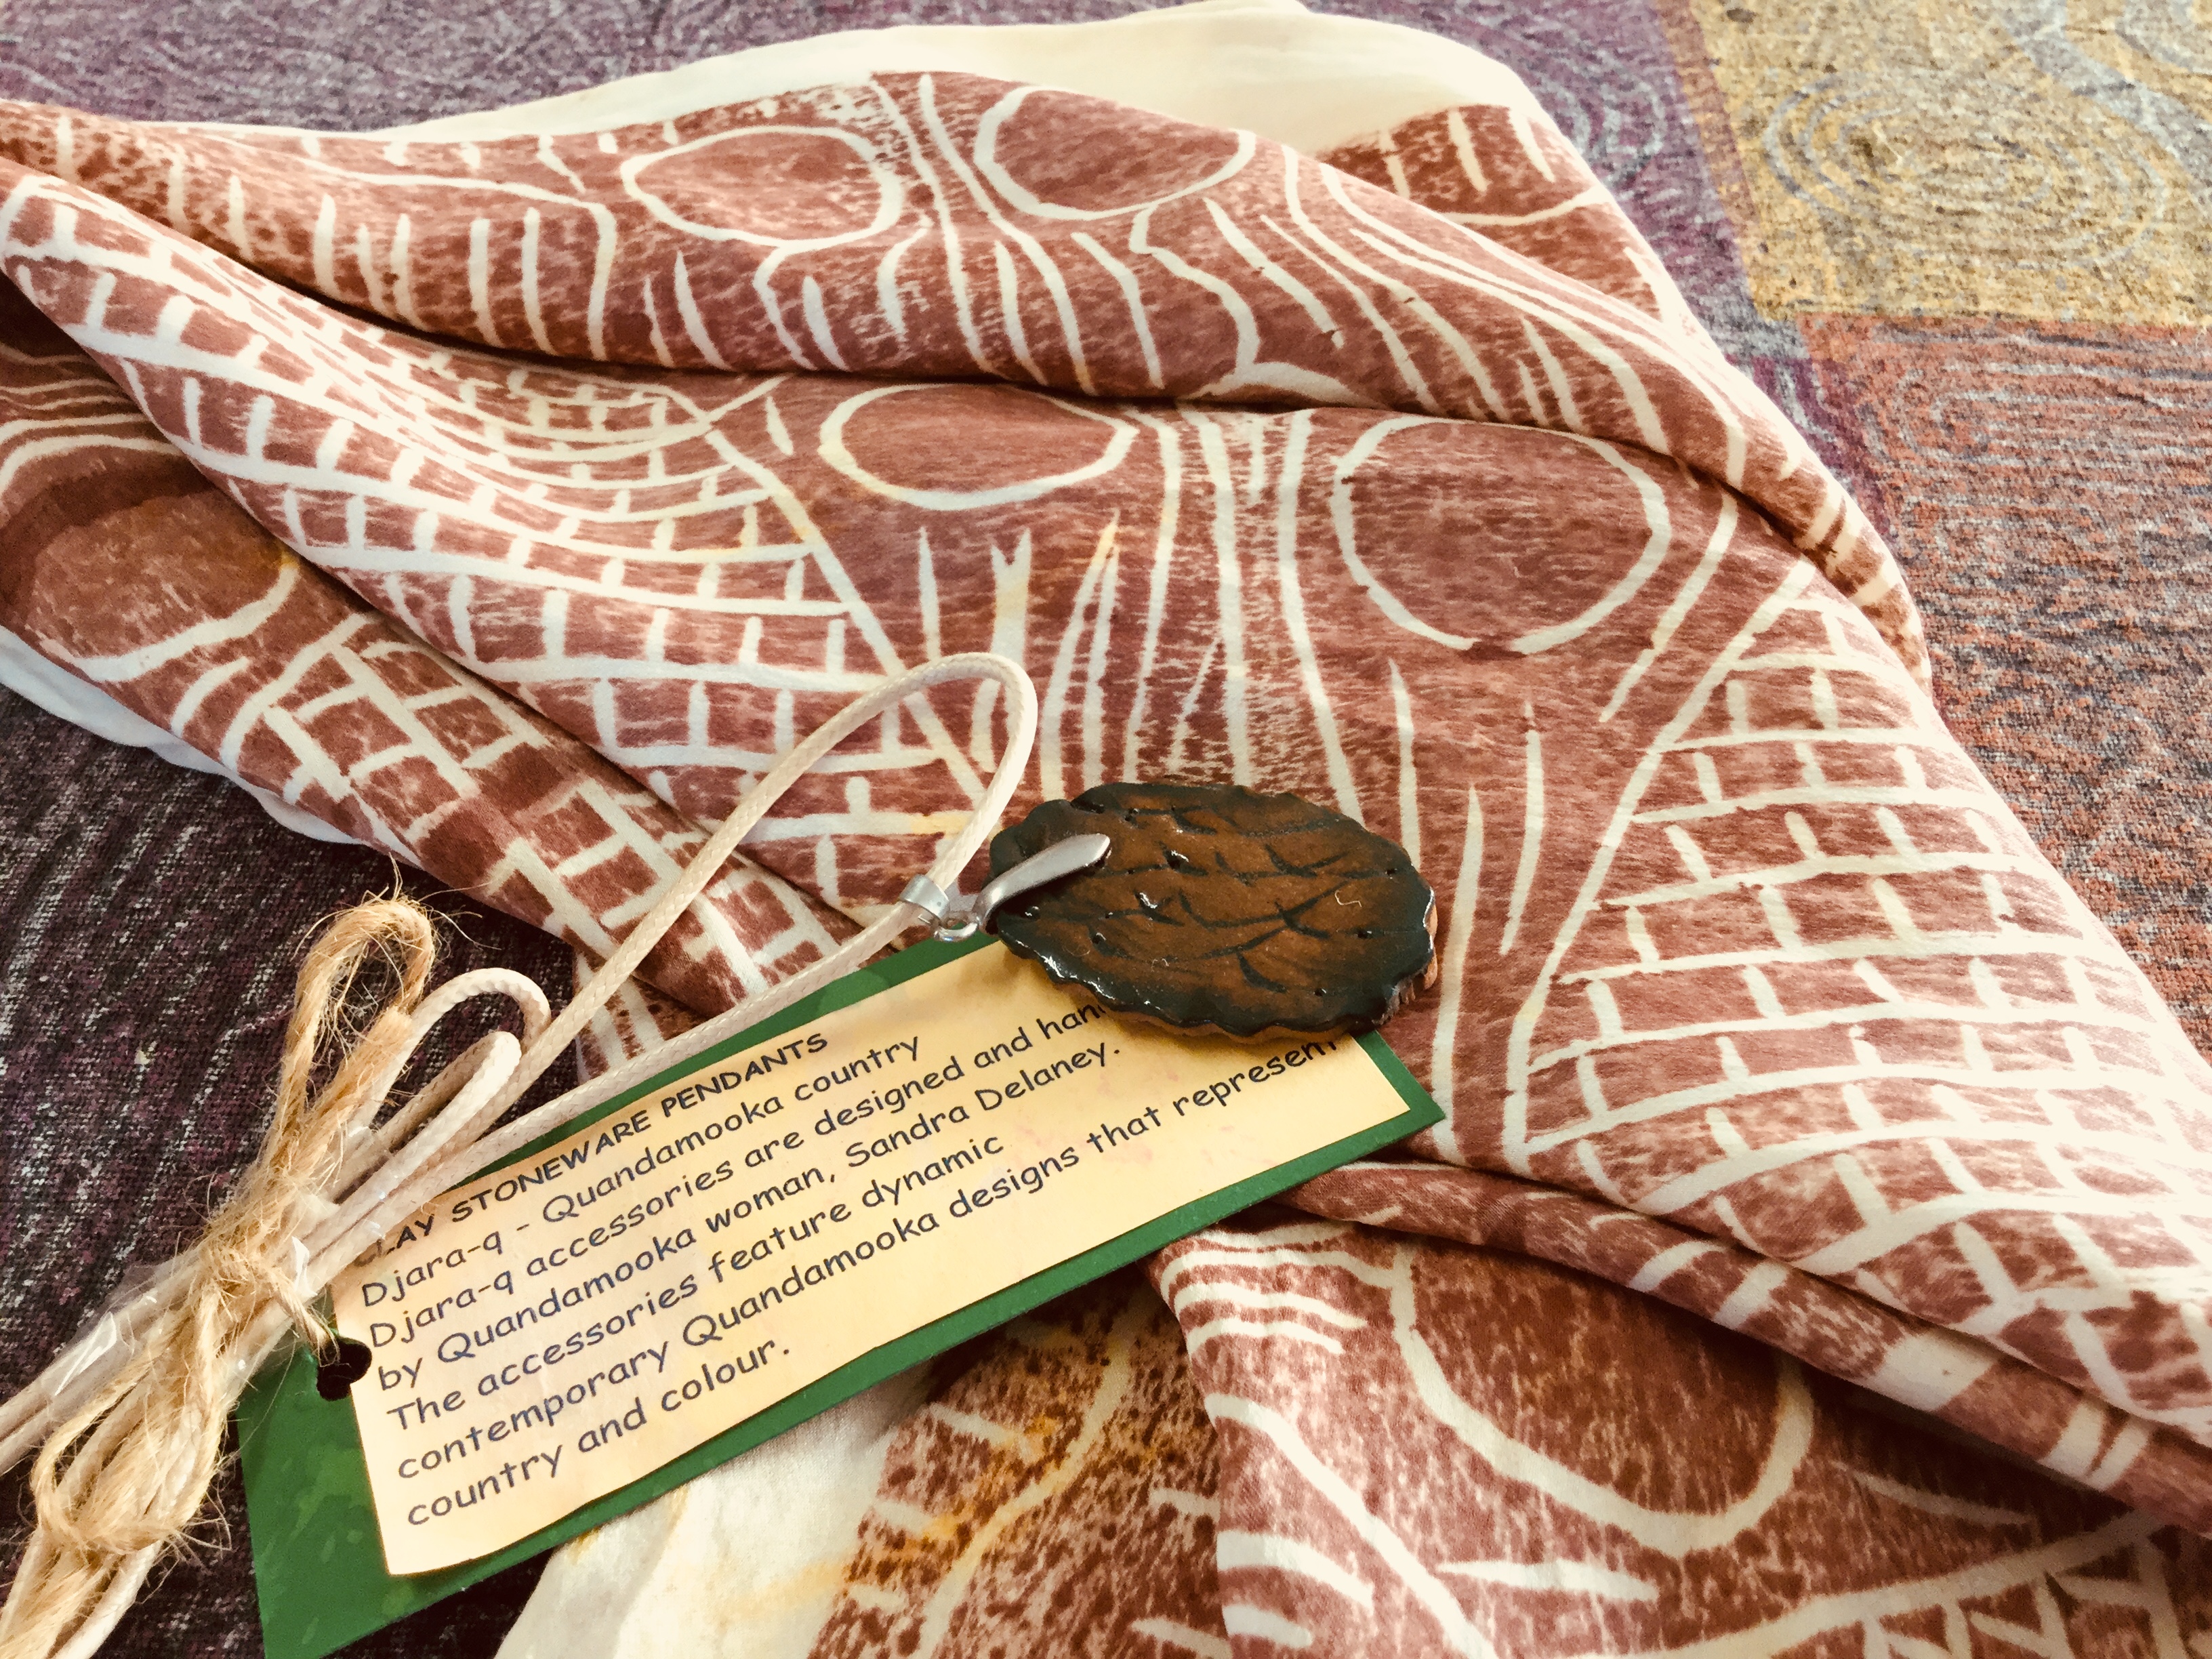 CLAY STONEWARE PENDANTS
Djara-q - Quandamooka country
Djara-q accessories are designed and
by Quandamooka woman, Sandra Delaney.
The accessories feature dynamic
contemporary Quandamooka designs that represent
country and colour.